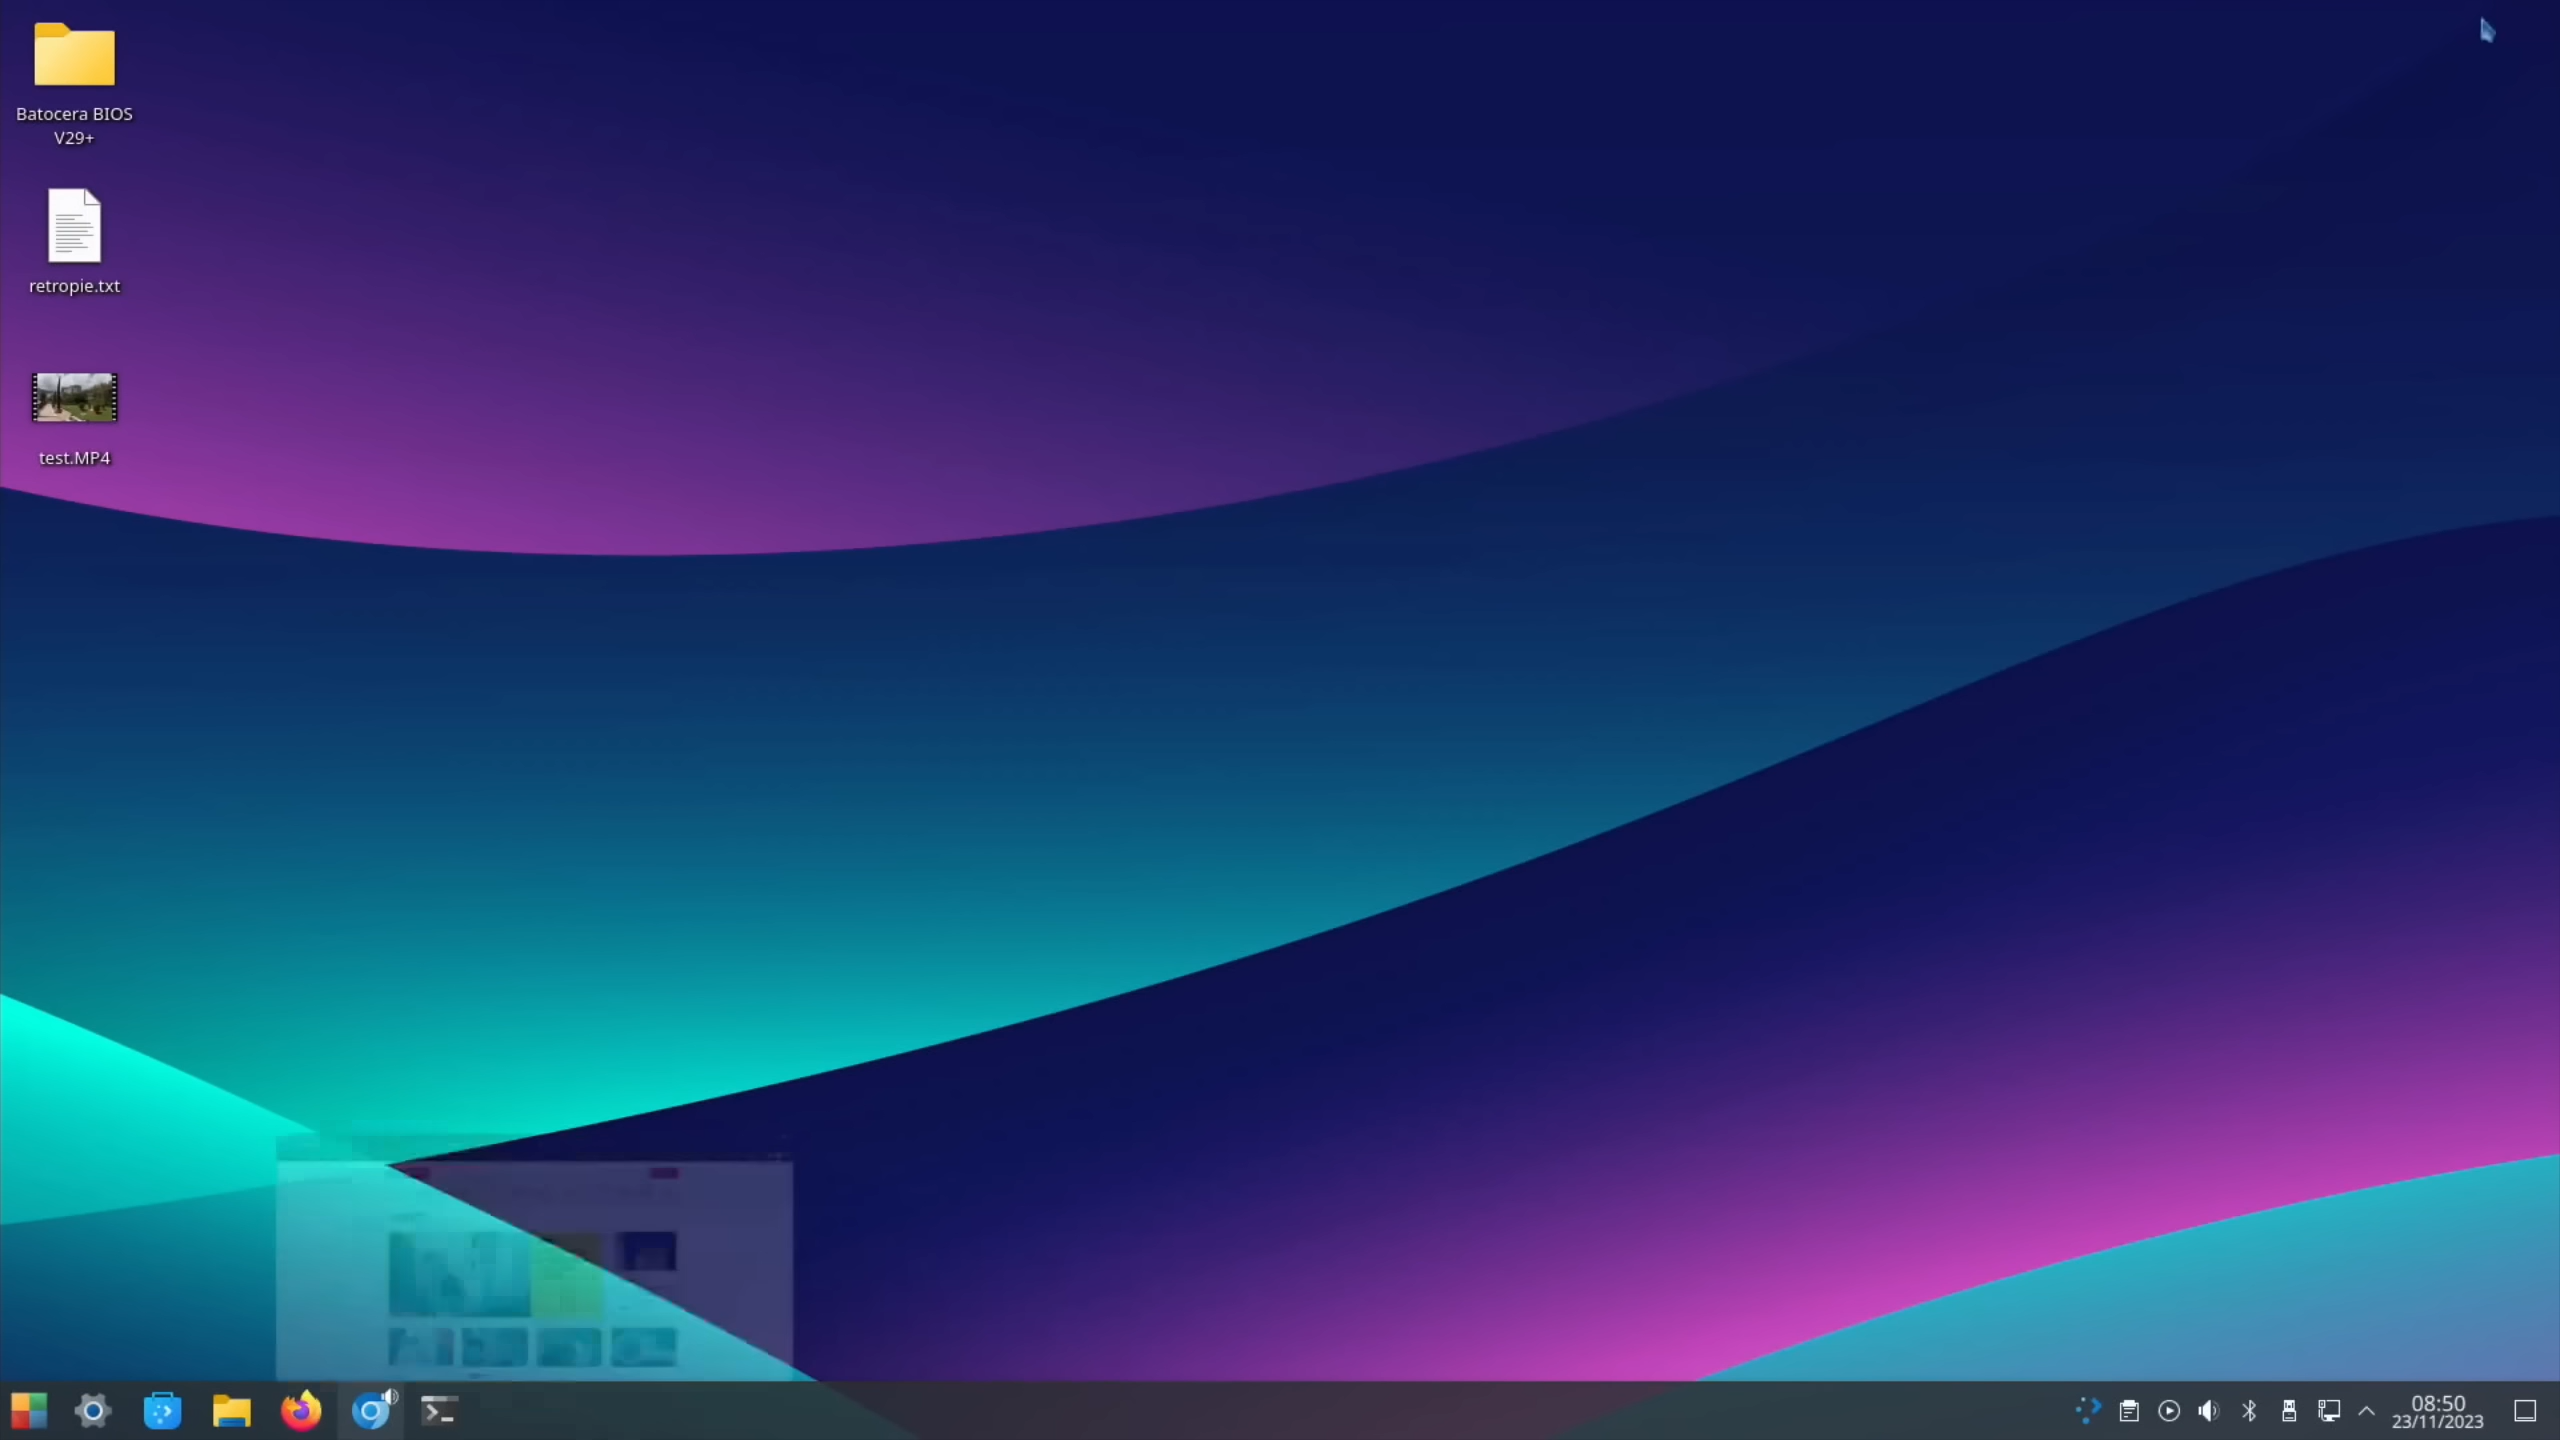 Batocera BIOS
V29+
retropie.txt
test.MP4
08:50
23/11/2023